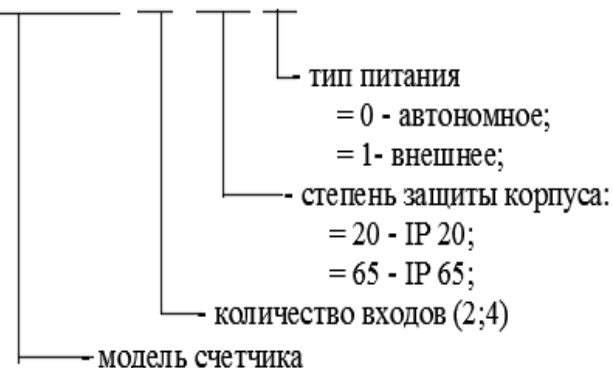 - тип питания
= 0 - автономное;
= 1- внешнее;
- степень защиты корпуса:
= 20 - IP 20;
= 65 - IP 65;
- количество входов (2;4)
- модель счетчика